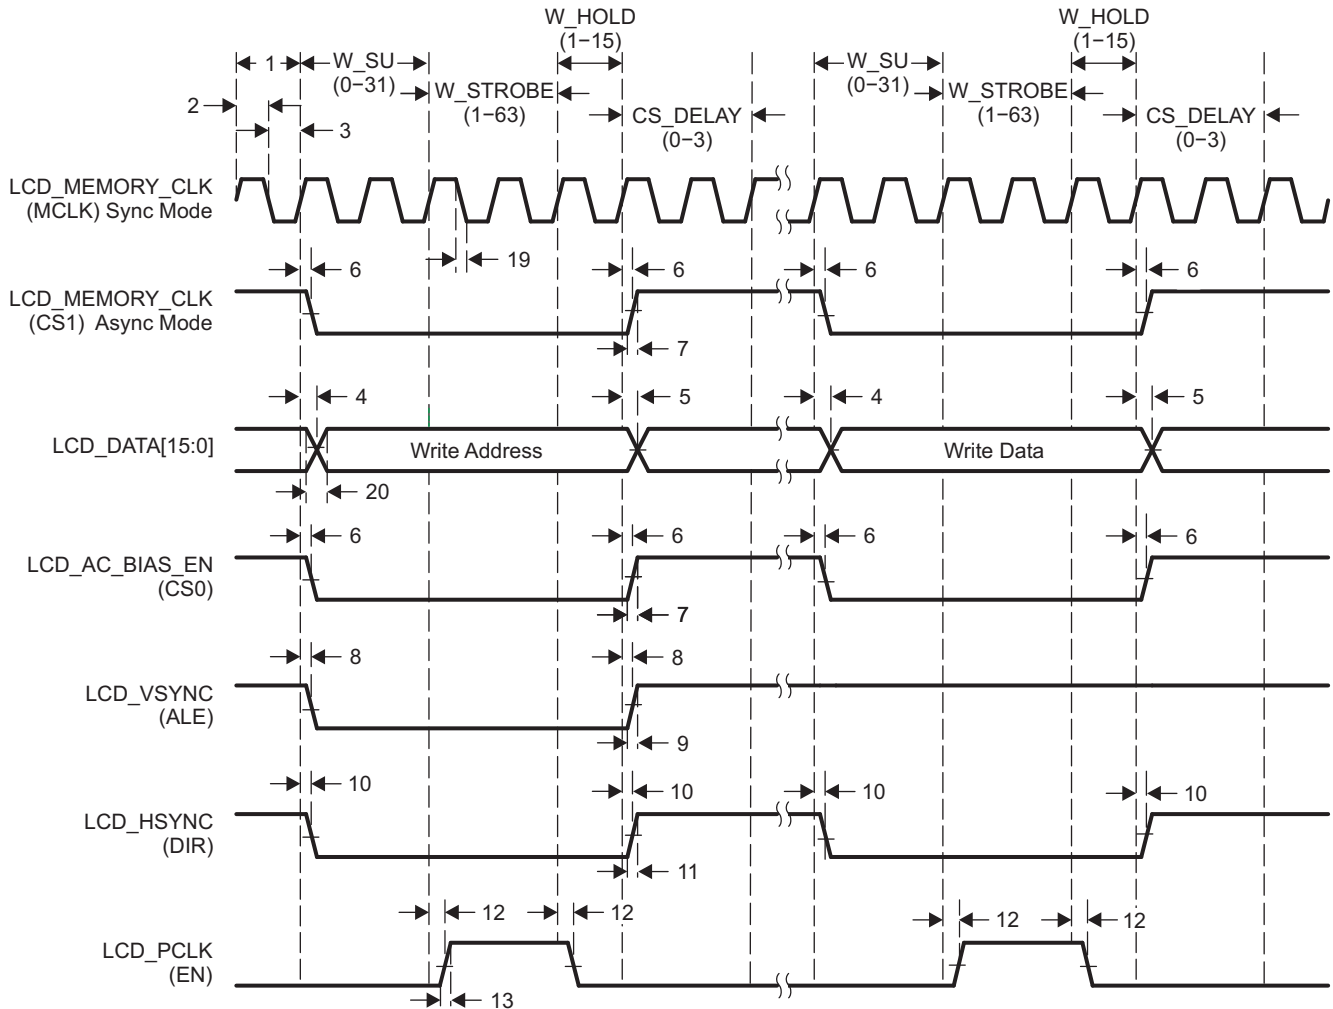 W_HOLD
(1−15)
W_HOLD
(1−15)
1
W_SU
(0−31)
W_SU
(0−31)
2
W_STROBE
(1−63)
W_STROBE
(1−63)
3
CS_DELAY
(0−3)
CS_DELAY
(0−3)
LCD_MEMORY_CLK
(MCLK) Sync Mode
19
6
6
6
6
LCD_MEMORY_CLK
(CS1) Async Mode
7
4
5
4
5
LCD_DATA[15:0]
Write Address
Write Data
20
6
6
6
6
LCD_AC_BIAS_EN
(CS0)
7
8
8
LCD_VSYNC
(ALE)
9
10
10
10
10
LCD_HSYNC
(DIR)
11
12
12
12
12
LCD_PCLK
(EN)
13